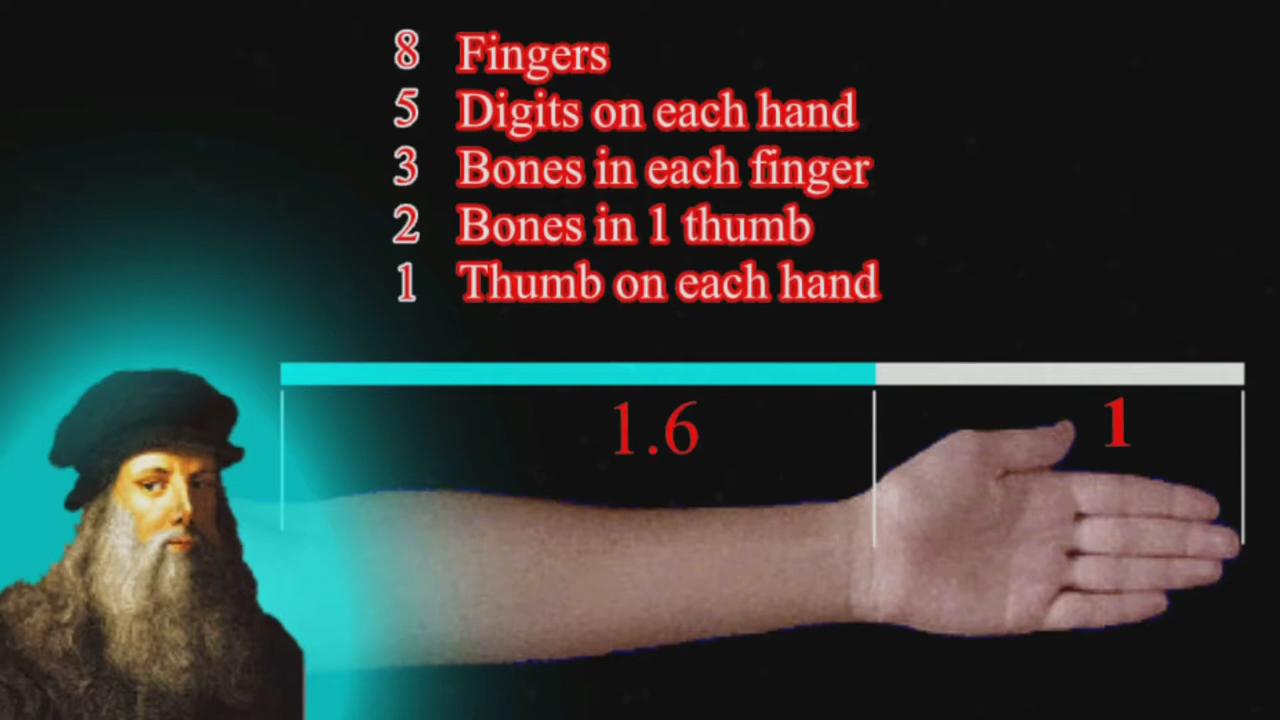 8 Fingers
5 Digits on each hand
3 Bones in each finger
2 Bones in 1 thumb
1 Thumb on each hand
1.6 1